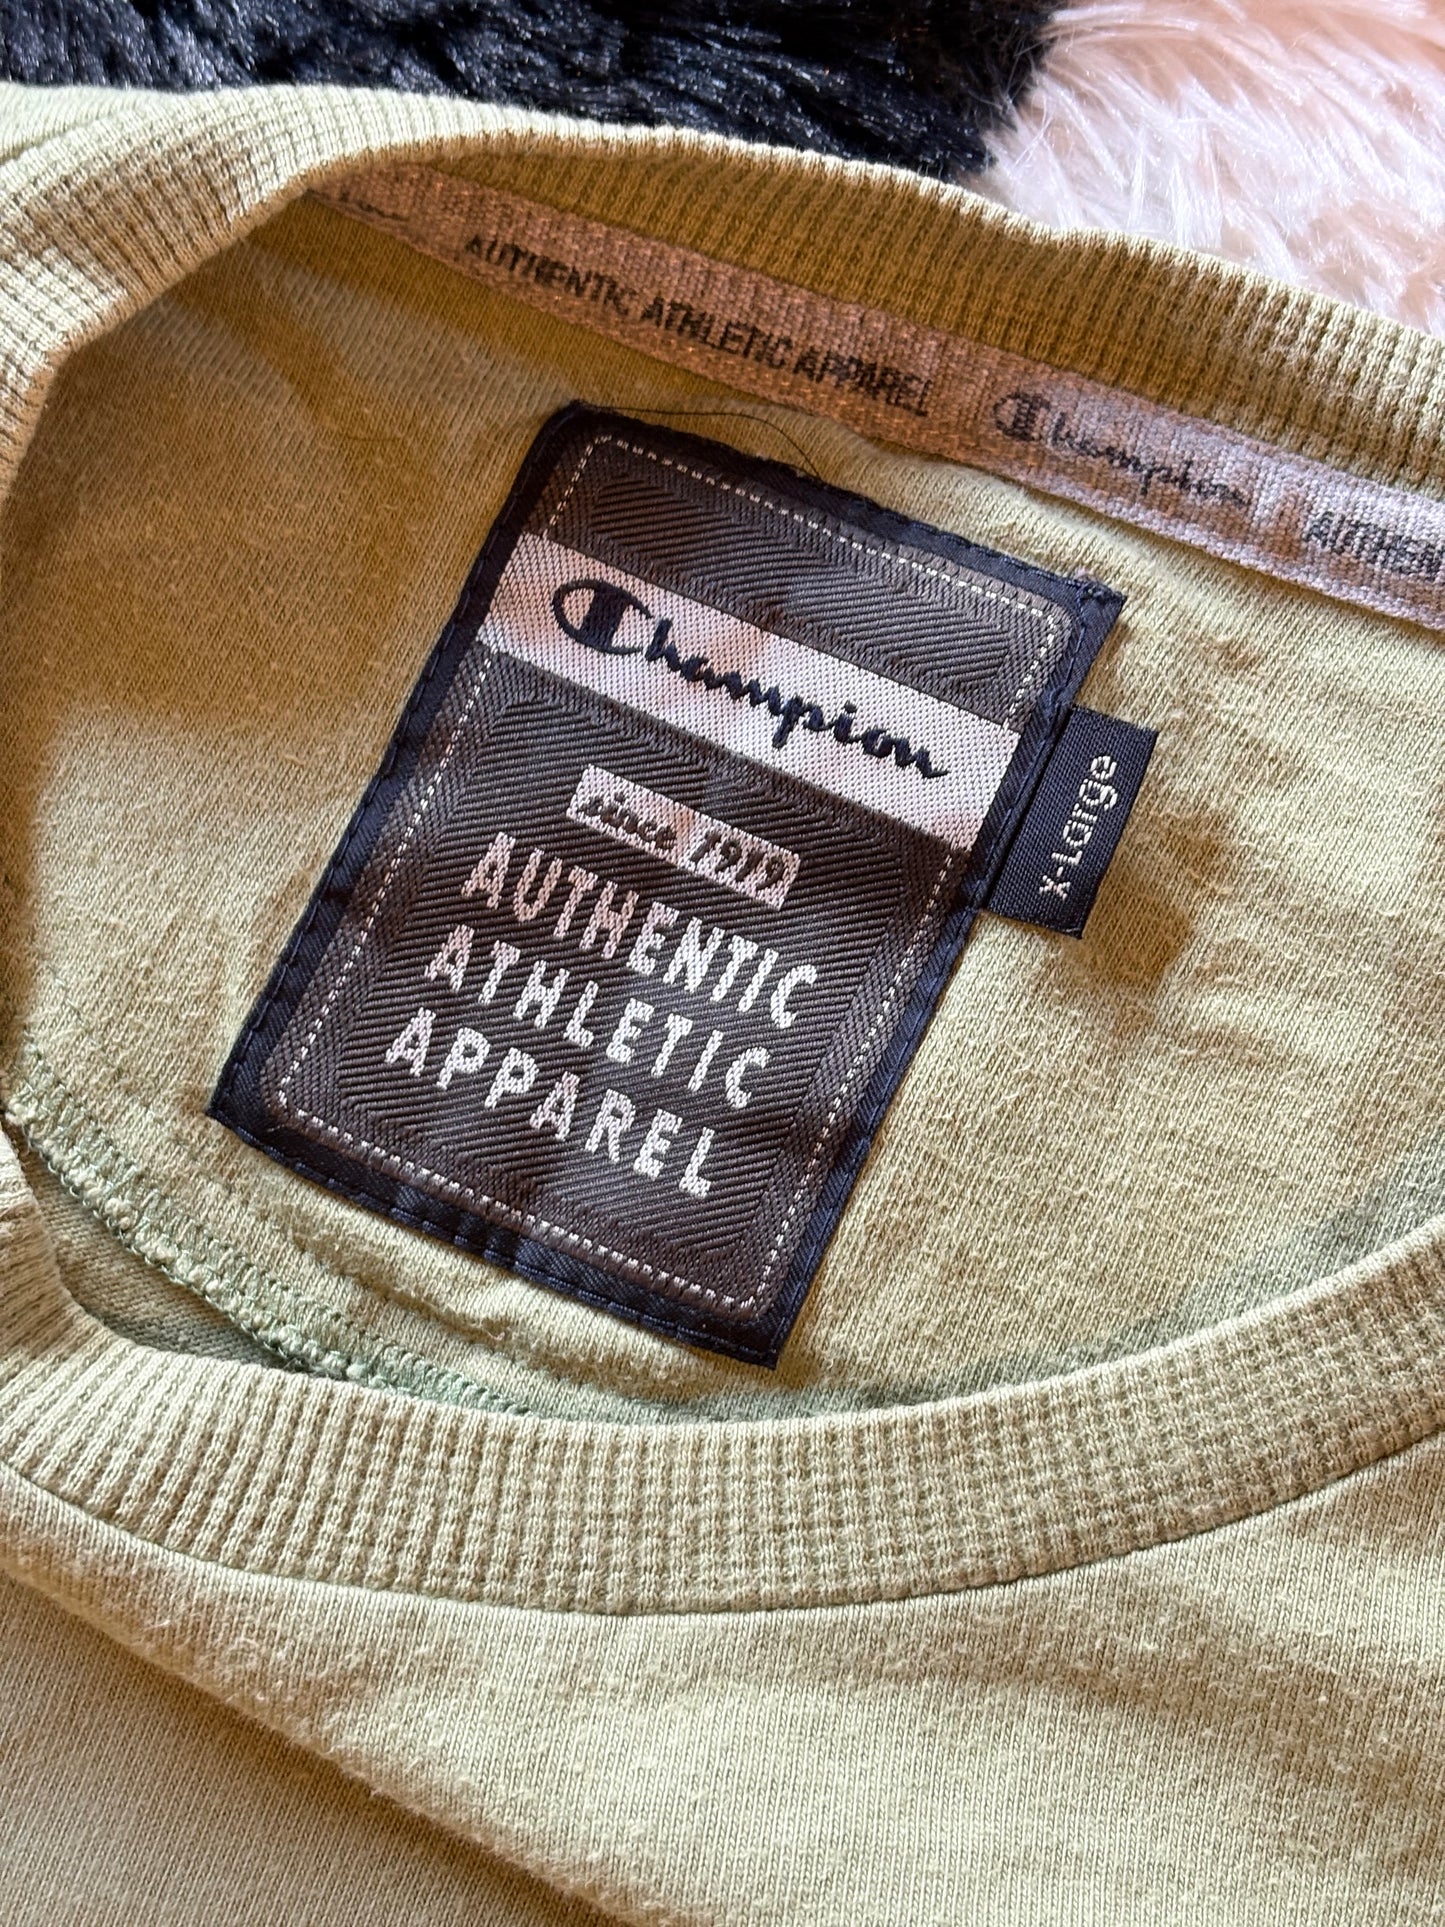 AUTHENTIC ATHLETIC APPAREL Champion AUTHEN
Champion
since 1919
AUTHENTIC
ATHLETIC
APPAREL
X-Large